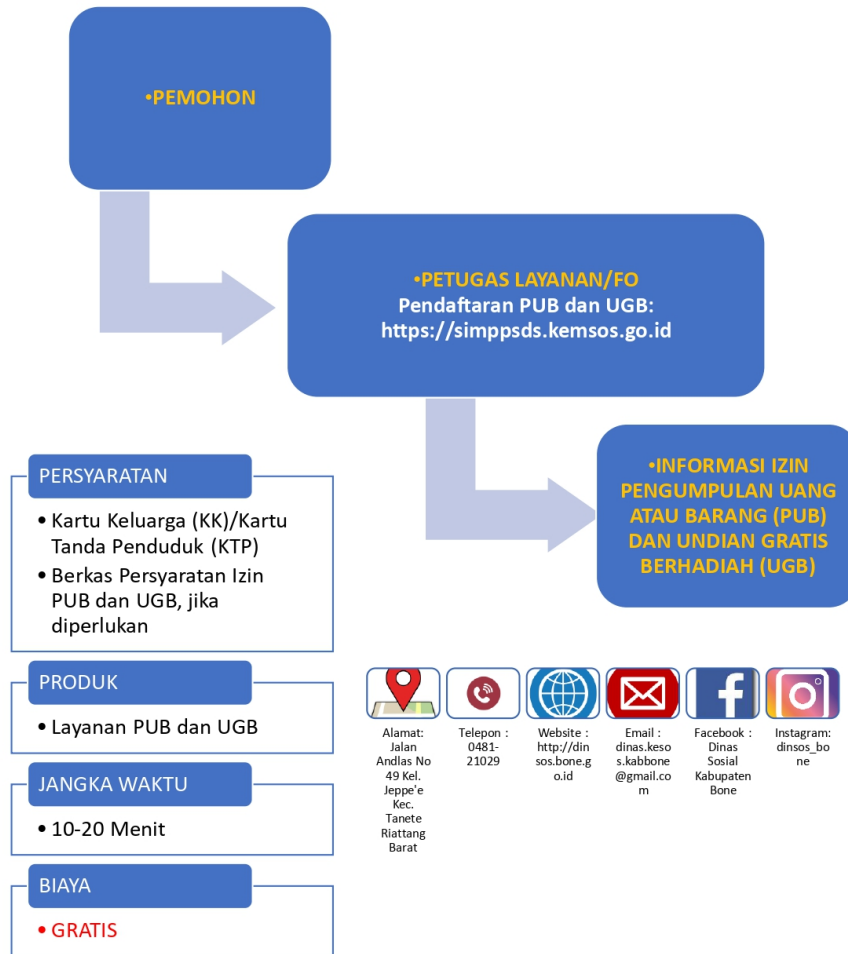 •PEMOHON
•PETUGAS LAYANAN/FO
Pendaftaran PUB dan UGB:
https://simppsds.kemsos.go.id
•INFORMASI IZIN
PENGUMPULAN UANG
ATAU BARANG (PUB)
DAN UNDIAN GRATIS
BERHADIAH (UGB)
PERSYARATAN
• Kartu Keluarga (KK)/Kartu
Tanda Penduduk (KTP)
• Berkas Persyaratan Izin
PUB dan UGB, jika
diperlukan
PRODUK
• Layanan PUB dan UGB
JANGKA WAKTU
• 10-20 Menit
BIAYA
• GRATIS
Alamat:
Jalan
Andlas No
49 Kel.
Jeppe'e
Kec.
Tanete
Riattang
Barat
Telepon :
0481-
21029
Website :
http://din
sos.bone.g
o.id
Email :
dinas.keso
s.kabbone
@gmail.co
m
Facebook :
Dinas
Sosial
Kabupaten
Bone
Instagram:
dinsos_bo
ne